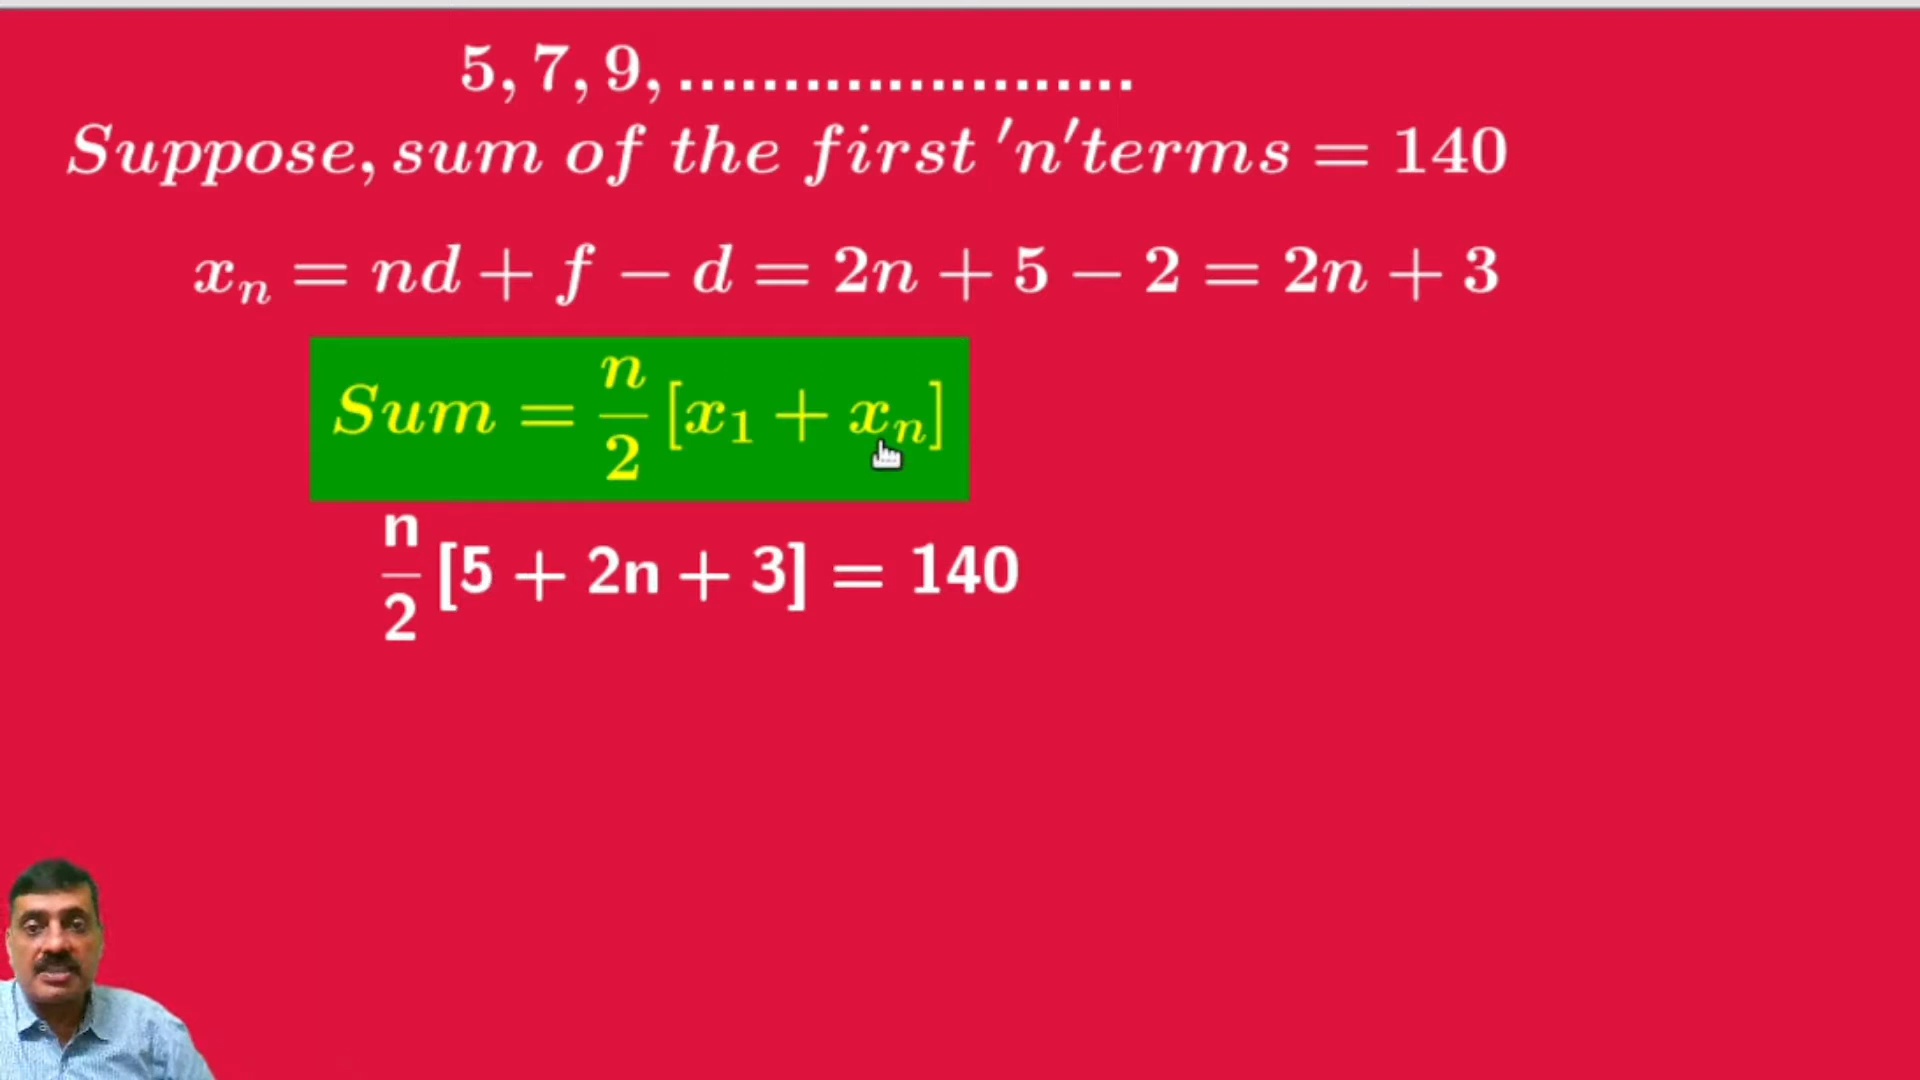 5, 7, 9, ......................
Suppose, sum of the first 'n' terms = 140
xₙ = nd + f − d = 2n + 5 − 2 = 2n + 3
Sum = n/2 [x₁ + xₙ]
n/2 [5 + 2n + 3] = 140